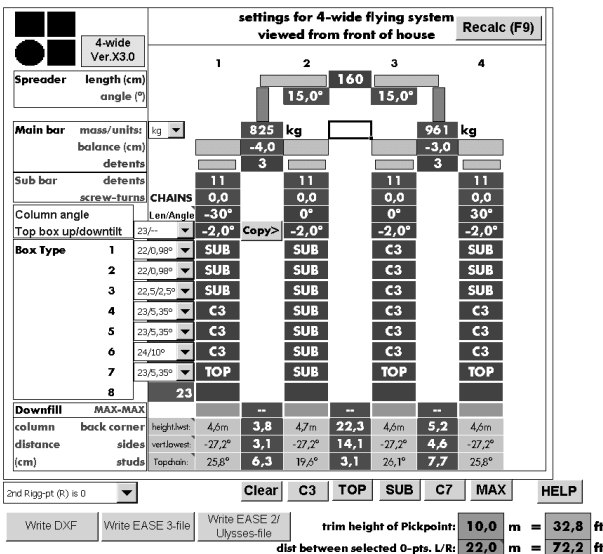 settings for 4-wide flying system
viewed from front of house
Recalc (F9)
4-wide
Ver.X3.0
1 2 3 4
Spreader length (cm) 160
angle (°) 15,0° 15,0°
Main bar mass/units: kg 825 kg 961 kg
balance (cm) -4,0 -3,0
detents 3 3
Sub bar detents 11 11 11 11
screw-turns CHAINS 0,0 0,0 0,0 0,0
Column angle Len/Angle -30° 0° 0° 30°
Top box up/downtilt 23/-- -2,0° Copy> -2,0° -2,0° -2,0°
Box Type 1 22/0,98° SUB SUB C3 SUB
2 22/0,98° SUB SUB C3 SUB
3 22,5/2,5° SUB SUB C3 SUB
4 23/5,35° C3 SUB C3 C3
5 23/5,35° C3 SUB C3 C3
6 24/10° C3 SUB C3 C3
7 23/5,35° TOP SUB TOP TOP
8 23
Downfill MAX-MAX -- -- --
column back corner height.lwst: 4,6m 3,8 4,7m 22,3 4,6m 5,2 4,6m
distance sides vert.lowest: -27,2° 3,1 -27,2° 14,1 -27,2° 4,6 -27,2°
(cm) studs Topchain: 25,8° 6,3 19,6° 3,1 26,1° 7,7 25,8°
2nd Rigg-pt (R) is 0 Clear C3 TOP SUB C7 MAX HELP
Write DXF Write EASE 3-file Write EASE 2/
Ulysses-file
trim height of Pickpoint: 10,0 m = 32,8 ft
dist between selected 0-pts. L/R: 22,0 m = 72,2 ft